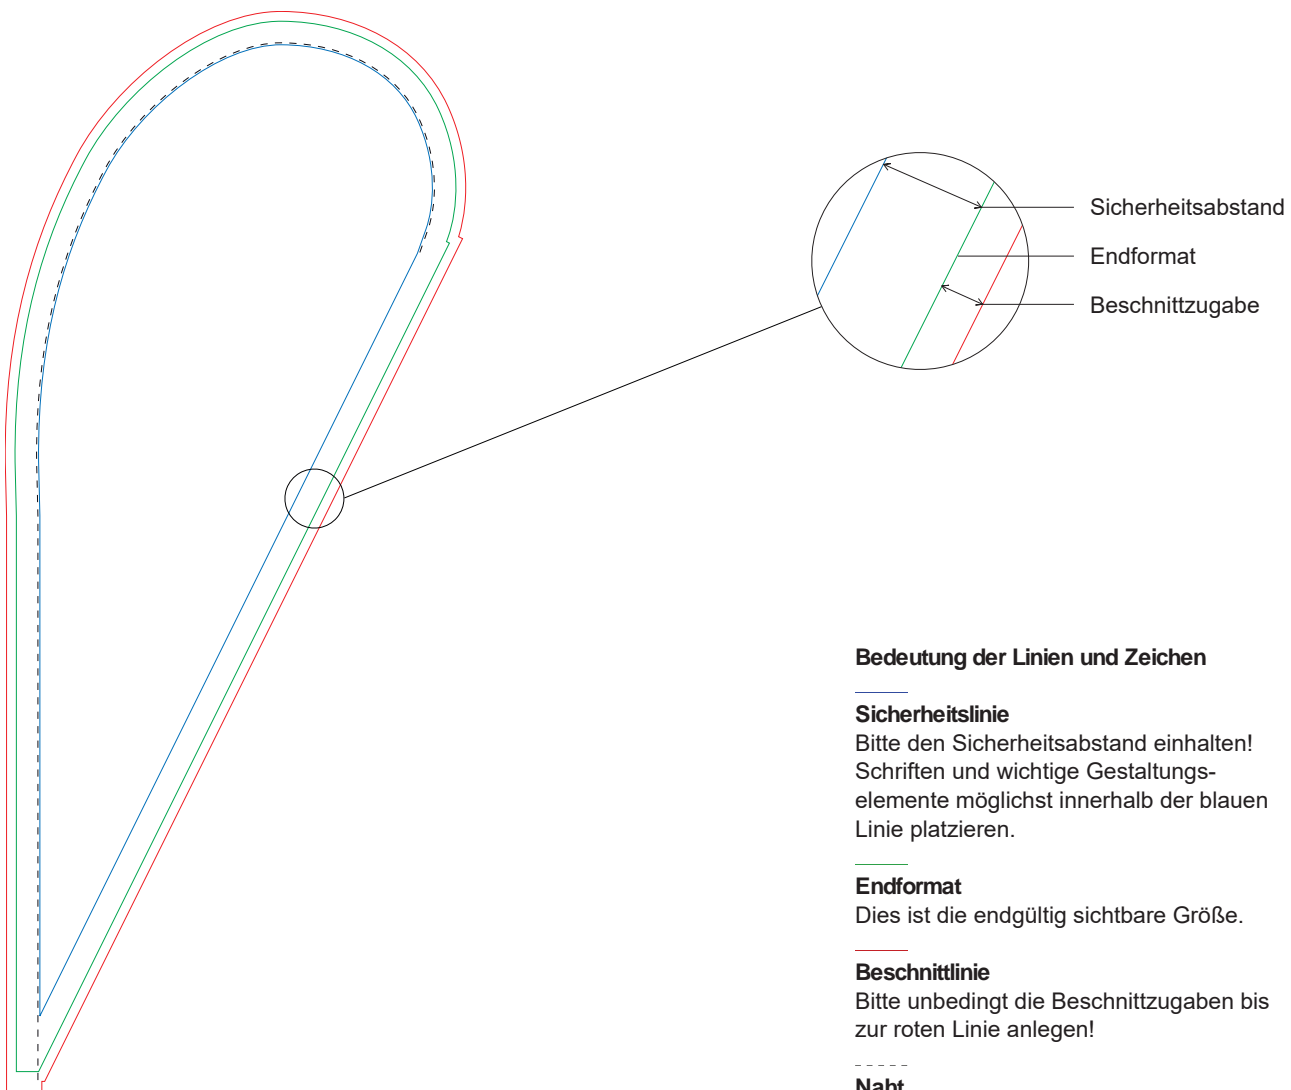 Sicherheitsabstand
Endformat
Beschnittzugabe
Bedeutung der Linien und Zeichen
Sicherheitslinie
Bitte den Sicherheitsabstand einhalten!
Schriften und wichtige Gestaltungs-
elemente möglichst innerhalb der blauen
Linie platzieren.
Endformat
Dies ist die endgültig sichtbare Größe.
Beschnittlinie
Bitte unbedingt die Beschnittzugaben bis
zur roten Linie anlegen!
Naht